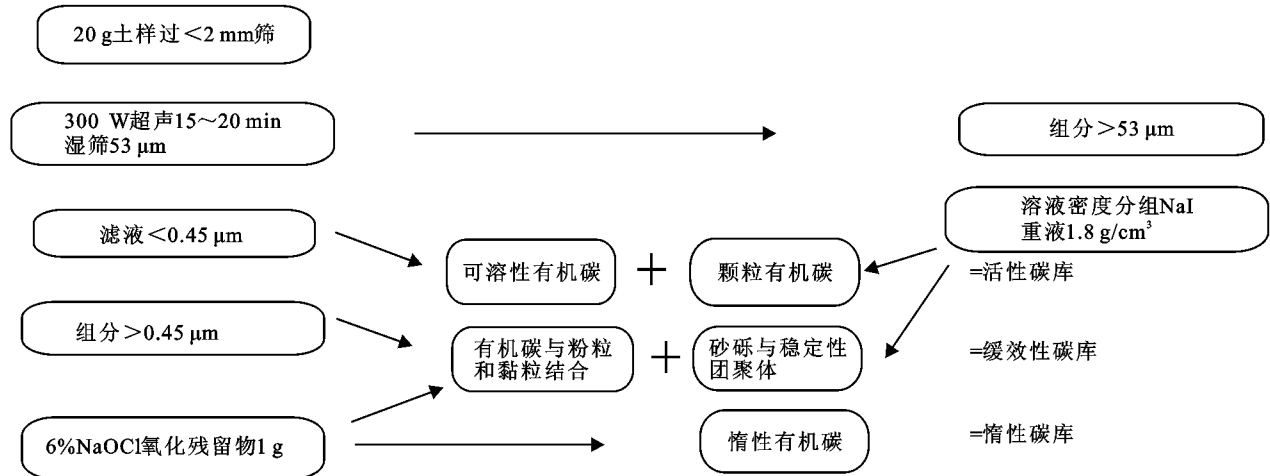 20 g土样过＜2 mm筛
300 W超声15～20 min
湿筛53 μm
组分＞53 μm
滤液＜0.45 μm
溶液密度分组NaI
重液1.8 g/cm³
可溶性有机碳
+
颗粒有机碳
=活性碳库
组分＞0.45 μm
有机碳与粉粒
和黏粒结合
+
砂砾与稳定性
团聚体
=缓效性碳库
6%NaOCl氧化残留物1 g
惰性有机碳
=惰性碳库